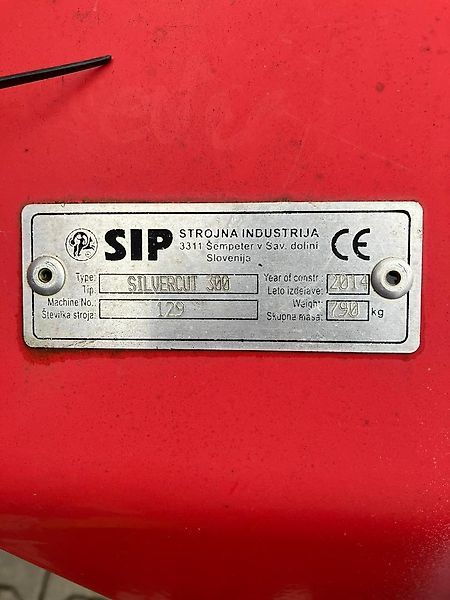 SIP STROJNA INDUSTRIJA
3311 Šempeter v Sav. dolini
Slovenija
CE
Type: SILVERCUT 300 Year of constr.: 2014
Tip: Leto izdelave:
Machine No.: 129 Weight: 790 kg
Številka stroja: Skupna masa: